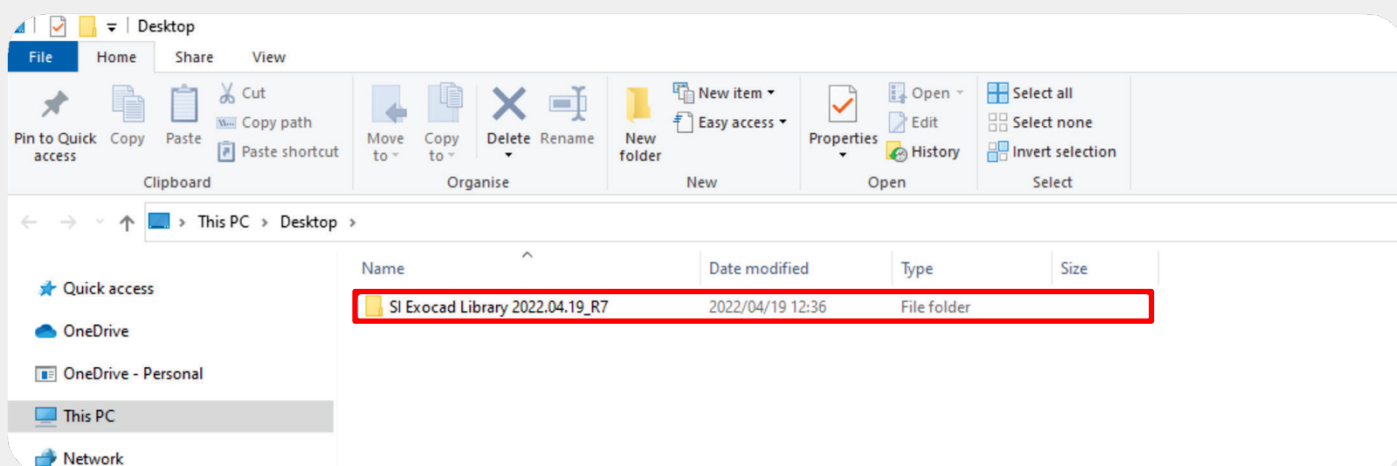 Desktop
File Home Share View
Pin to Quick access
Copy
Paste
Cut
Copy path
Paste shortcut
Clipboard
Move to
Copy to
Delete
Rename
Organise
New folder
New item
Easy access
New
Properties
Open
Edit
History
Open
Select all
Select none
Invert selection
Select
This PC > Desktop >
Name Date modified Type Size
SI Exocad Library 2022.04.19_R7 2022/04/19 12:36 File folder
Quick access
OneDrive
OneDrive - Personal
This PC
Network